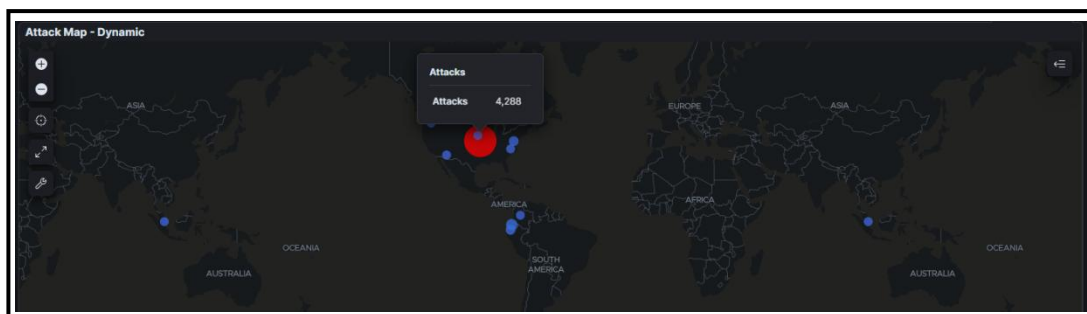 Attack Map - Dynamic
Attacks
Attacks 4,288
ASIA
EUROPE
ASIA
AMERICA
AFRICA
OCEANIA
OCEANIA
SOUTH
AMERICA
AUSTRALIA
AUSTRALIA